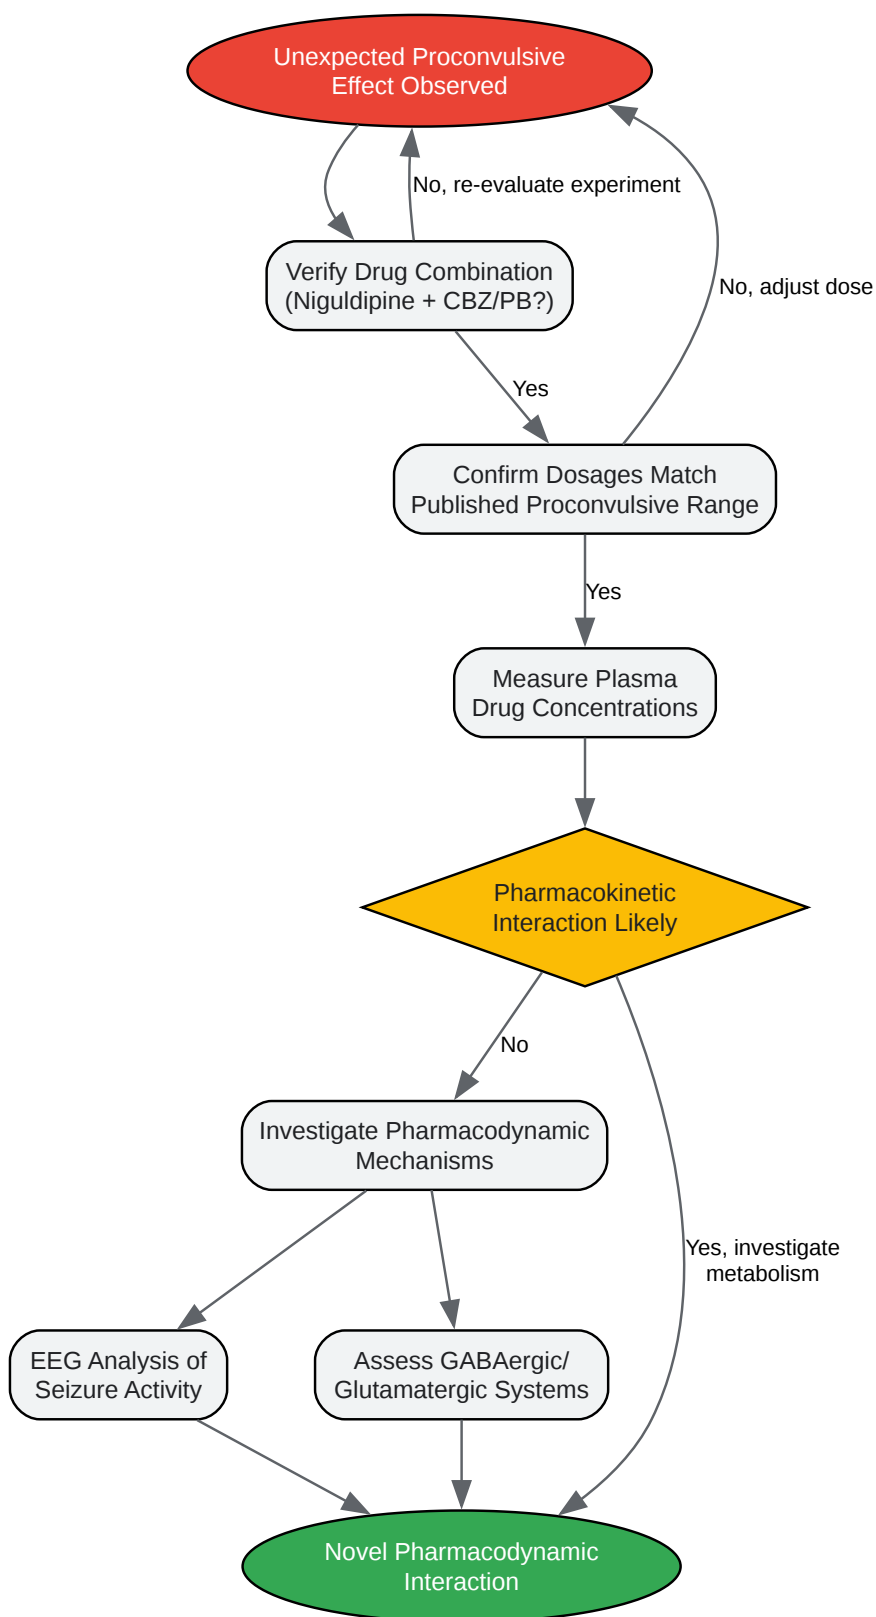 Unexpected Proconvulsive
Effect Observed
No, re-evaluate experiment
Verify Drug Combination
(Niguldipine + CBZ/PB?)
No, adjust dose
Yes
Confirm Dosages Match
Published Proconvulsive Range
Yes
Measure Plasma
Drug Concentrations
Pharmacokinetic
Interaction Likely
No
Investigate Pharmacodynamic
Mechanisms
Yes, investigate
metabolism
EEG Analysis of
Seizure Activity
Assess GABAergic/
Glutamatergic Systems
Novel Pharmacodynamic
Interaction